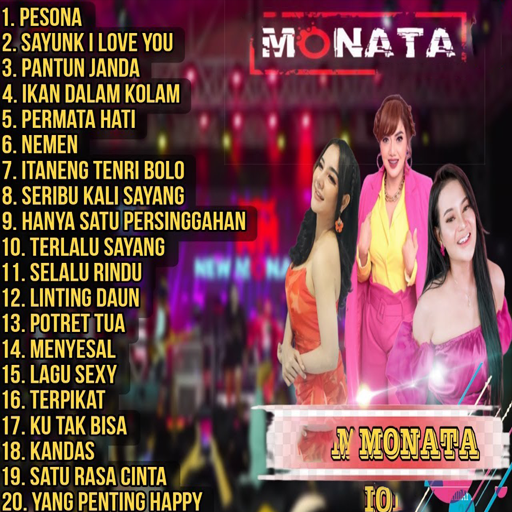 1. PESONA
2. SAYUNK I LOVE YOU
3. PANTUN JANDA
4. IKAN DALAM KOLAM
5. PERMATA HATI
6. NEMEN
7. ITANENG TENRI BOLO
8. SERIBU KALI SAYANG
9. HANYA SATU PERSINGGAHAN
10. TERLALU SAYANG
11. SELALU RINDU
12. LINTING DAUN
13. POTRET TUA
14. MENYESAL
15. LAGU SEXY
16. TERPIKAT
17. KU TAK BISA
18. KANDAS
19. SATU RASA CINTA
20. YANG PENTING HAPPY
MONATA
NEW M NA
MONATA